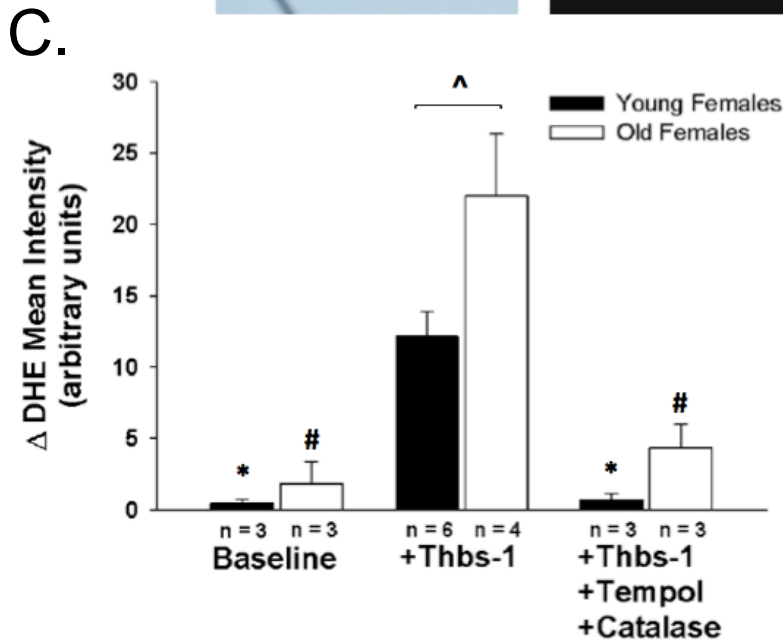 C.
30
^
Young Females
Old Females
25
20
15
10
5
0
Δ DHE Mean Intensity
(arbitrary units)
*
#
*
#
n = 3
n = 3
n = 6
n = 4
n = 3
n = 3
Baseline
+Thbs-1
+Thbs-1
+Tempol
+Catalase